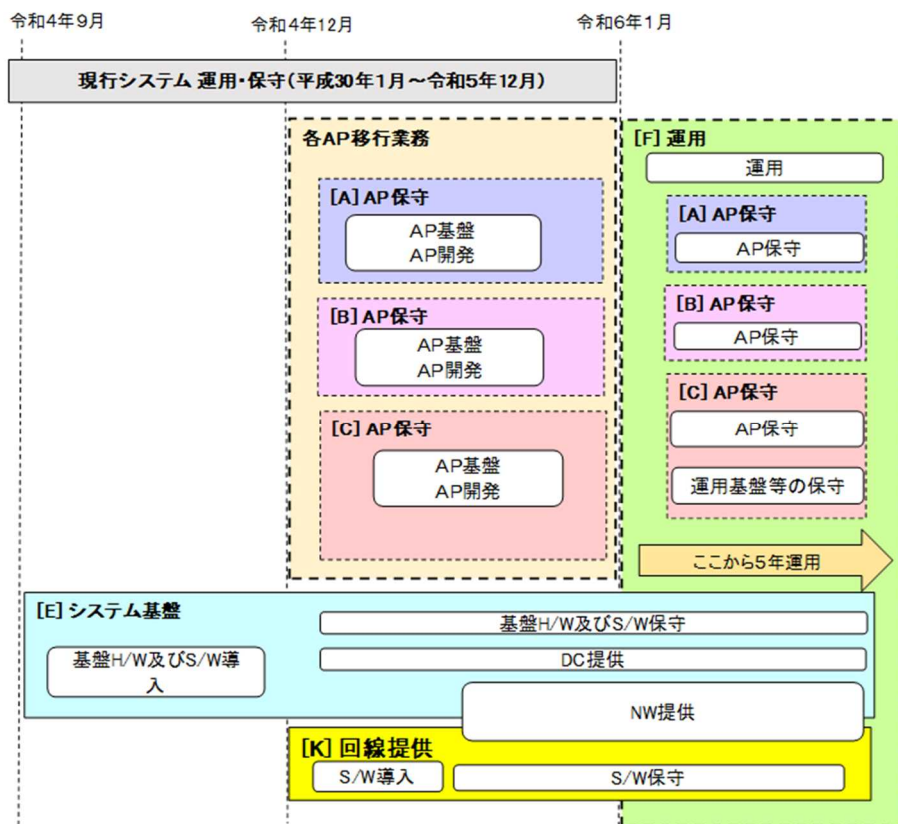 令和4年9月
令和4年12月
令和6年1月
現行システム 運用・保守(平成30年1月～令和5年12月)
各AP移行業務
[A] AP保守
AP基盤
AP開発
[B] AP保守
AP基盤
AP開発
[C] AP保守
AP基盤
AP開発
[F] 運用
運用
[A] AP保守
AP保守
[B] AP保守
AP保守
[C] AP保守
AP保守
運用基盤等の保守
ここから5年運用
[E] システム基盤
基盤H/W及びS/W保守
基盤H/W及びS/W導
入
DC提供
NW提供
[K] 回線提供
S/W導入
S/W保守